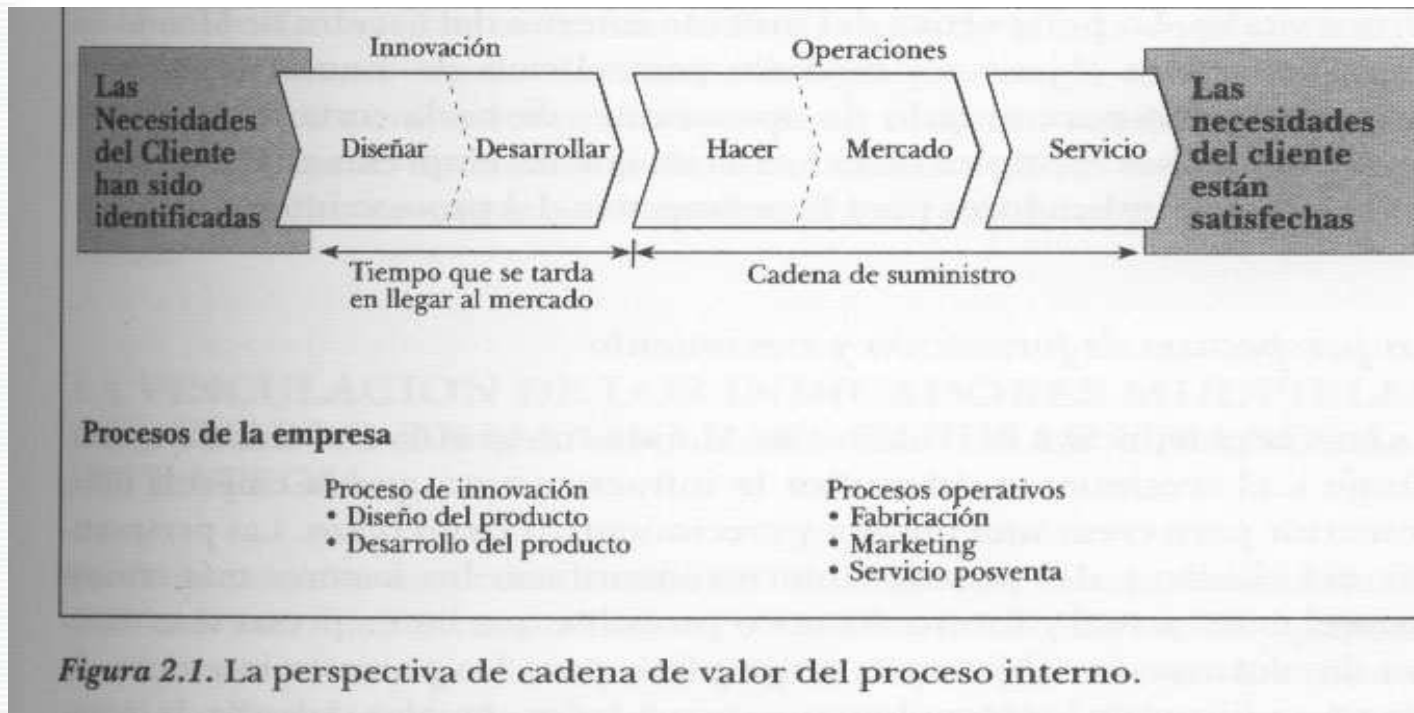 Innovación
Operaciones
Las
Necesidades
del Cliente
han sido
identificadas
Diseñar
Desarrollar
Hacer
Mercado
Servicio
Las
necesidades
del cliente
están
satisfechas
Tiempo que se tarda
en llegar al mercado
Cadena de suministro
Procesos de la empresa
Proceso de innovación
• Diseño del producto
• Desarrollo del producto
Procesos operativos
• Fabricación
• Marketing
• Servicio posventa
Figura 2.1. La perspectiva de cadena de valor del proceso interno.